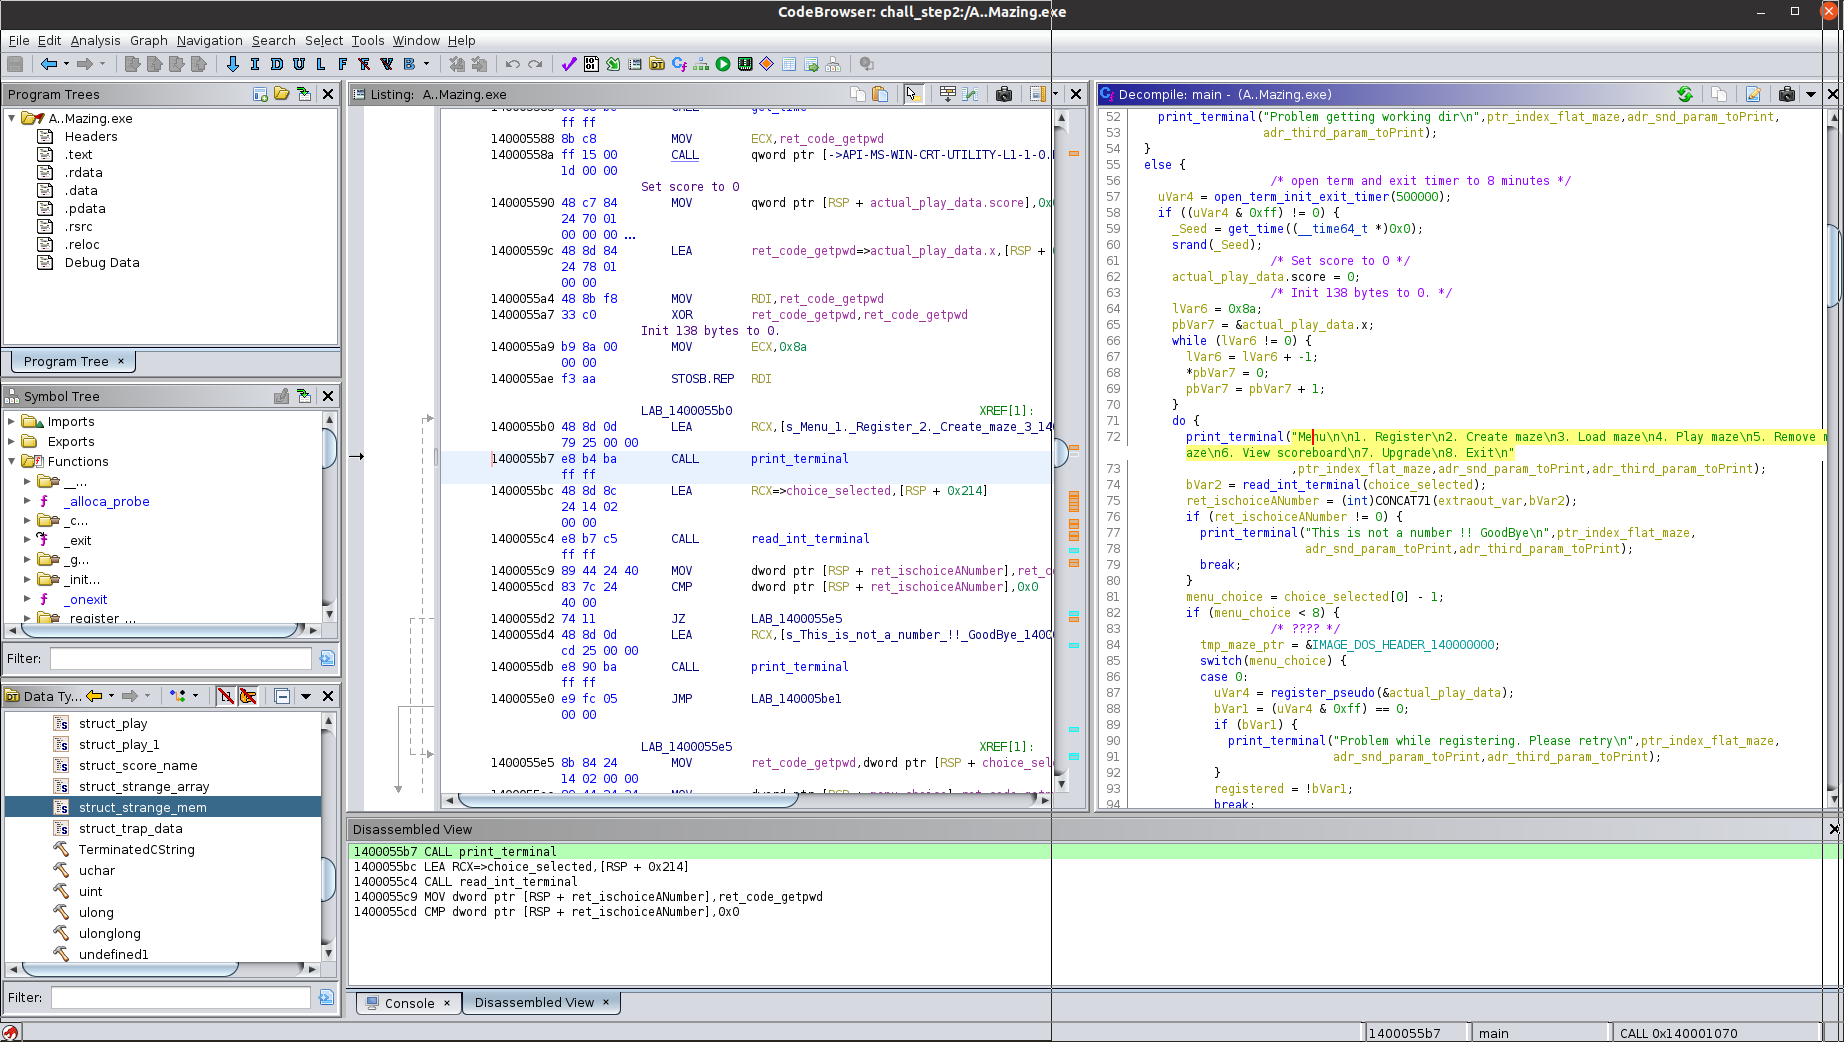 CodeBrowser: chall_step2:/A..Mazing.exe
File Edit Analysis Graph Navigation Search Select Tools Window Help
I D U L F B
Program Trees
A..Mazing.exe
Headers
.text
.rdata
.data
.pdata
.rsrc
.reloc
Debug Data
Program Tree ×
Symbol Tree
Imports
Exports
Functions
__...
_alloca_probe
_c...
_exit
_g...
_init...
_onexit
_register ...
Filter:
Data Ty...
struct_play
struct_play_1
struct_score_name
struct_strange_array
struct_strange_mem
struct_trap_data
TerminatedCString
uchar
uint
ulong
ulonglong
undefined1
Filter:
Listing: A..Mazing.exe
ff ff
140005588 8b c8 MOV ECX,ret_code_getpwd
14000558a ff 15 00 CALL qword ptr [->API-MS-WIN-CRT-UTILITY-L1-1-0.
1d 00 00
Set score to 0
140005590 48 c7 84 MOV qword ptr [RSP + actual_play_data.score],0x
24 70 01
00 00 00 ...
14000559c 48 8d 84 LEA ret_code_getpwd=>actual_play_data.x,[RSP +
24 78 01
00 00
1400055a4 48 8b f8 MOV RDI,ret_code_getpwd
1400055a7 33 c0 XOR ret_code_getpwd,ret_code_getpwd
Init 138 bytes to 0.
1400055a9 b9 8a 00 MOV ECX,0x8a
00 00
1400055ae f3 aa STOSB.REP RDI
LAB_1400055b0 XREF[1]:
1400055b0 48 8d 0d LEA RCX,[s_Menu_1._Register_2._Create_maze_3_14
79 25 00 00
1400055b7 e8 b4 ba CALL print_terminal
ff ff
1400055bc 48 8d 8c LEA RCX=>choice_selected,[RSP + 0x214]
24 14 02
00 00
1400055c4 e8 b7 c5 CALL read_int_terminal
ff ff
1400055c9 89 44 24 40 MOV dword ptr [RSP + ret_ischoiceANumber],ret_c
1400055cd 83 7c 24 CMP dword ptr [RSP + ret_ischoiceANumber],0x0
40 00
1400055d2 74 11 JZ LAB_1400055e5
1400055d4 48 8d 0d LEA RCX,[s_This_is_not_a_number_!!_GoodBye_1400
cd 25 00 00
1400055db e8 90 ba CALL print_terminal
ff ff
1400055e0 e9 fc 05 JMP LAB_140005be1
00 00
LAB_1400055e5 XREF[1]:
1400055e5 8b 84 24 MOV ret_code_getpwd,dword ptr [RSP + choice_sel
14 02 00 00
Decompile: main - (A..Mazing.exe)
52 print_terminal("Problem getting working dir\n",ptr_index_flat_maze,adr_snd_param_toPrint,
53 adr_third_param_toPrint);
54 }
55 else {
56 /* open term and exit timer to 8 minutes */
57 uVar4 = open_term_init_exit_timer(500000);
58 if ((uVar4 & 0xff) != 0) {
59 _Seed = get_time((__time64_t *)0x0);
60 srand(_Seed);
61 /* Set score to 0 */
62 actual_play_data.score = 0;
63 /* Init 138 bytes to 0. */
64 lVar6 = 0x8a;
65 pbVar7 = &actual_play_data.x;
66 while (lVar6 != 0) {
67 lVar6 = lVar6 + -1;
68 *pbVar7 = 0;
69 pbVar7 = pbVar7 + 1;
70 }
71 do {
72 print_terminal("Menu\n\n1. Register\n2. Create maze\n3. Load maze\n4. Play maze\n5. Remove m
aze\n6. View scoreboard\n7. Upgrade\n8. Exit\n"
73 ,ptr_index_flat_maze,adr_snd_param_toPrint,adr_third_param_toPrint);
74 bVar2 = read_int_terminal(choice_selected);
75 ret_ischoiceANumber = (int)CONCAT71(extraout_var,bVar2);
76 if (ret_ischoiceANumber != 0) {
77 print_terminal("This is not a number !! GoodBye\n",ptr_index_flat_maze,
78 adr_snd_param_toPrint,adr_third_param_toPrint);
79 break;
80 }
81 menu_choice = choice_selected[0] - 1;
82 if (menu_choice < 8) {
83 /* ???? */
84 tmp_maze_ptr = &IMAGE_DOS_HEADER_140000000;
85 switch(menu_choice) {
86 case 0:
87 uVar4 = register_pseudo(&actual_play_data);
88 bVar1 = (uVar4 & 0xff) == 0;
89 if (bVar1) {
90 print_terminal("Problem while registering. Please retry\n",ptr_index_flat_maze,
91 adr_snd_param_toPrint,adr_third_param_toPrint);
92 }
93 registered = !bVar1;
94 break;
Disassembled View
1400055b7 CALL print_terminal
1400055bc LEA RCX=>choice_selected,[RSP + 0x214]
1400055c4 CALL read_int_terminal
1400055c9 MOV dword ptr [RSP + ret_ischoiceANumber],ret_code_getpwd
1400055cd CMP dword ptr [RSP + ret_ischoiceANumber],0x0
Console × Disassembled View ×
1400055b7 main CALL 0x140001070